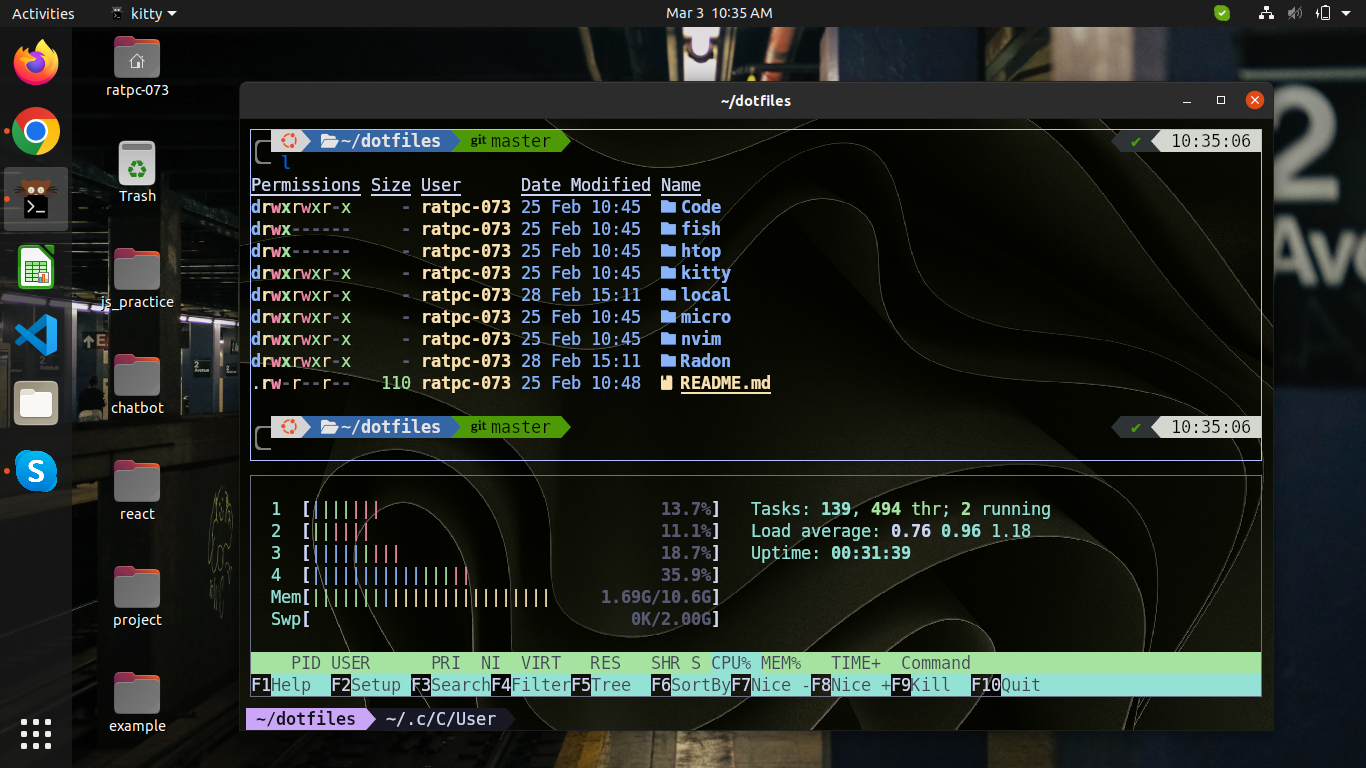 Activities kitty Mar 3 10:35 AM
ratpc-073
Trash
js_practice
chatbot
react
project
example
~/dotfiles
~/dotfiles git master ✔ 10:35:06
l
Permissions Size User Date Modified Name
drwxrwxr-x - ratpc-073 25 Feb 10:45 Code
drwx------ - ratpc-073 25 Feb 10:45 fish
drwx------ - ratpc-073 25 Feb 10:45 htop
drwxrwxr-x - ratpc-073 25 Feb 10:45 kitty
drwxrwxr-x - ratpc-073 28 Feb 15:11 local
drwxrwxr-x - ratpc-073 25 Feb 10:45 micro
drwxrwxr-x - ratpc-073 25 Feb 10:45 nvim
drwxrwxr-x - ratpc-073 28 Feb 15:11 Radon
.rw-r--r-- 110 ratpc-073 25 Feb 10:48 README.md
~/dotfiles git master ✔ 10:35:06
1 [||||||| 13.7%] Tasks: 139, 494 thr; 2 running
2 [|||||| 11.1%] Load average: 0.76 0.96 1.18
3 [||||||||| 18.7%] Uptime: 00:31:39
4 [|||||||||||||||| 35.9%]
Mem[|||||||||||||||||||||||| 1.69G/10.6G]
Swp[ 0K/2.00G]
PID USER PRI NI VIRT RES SHR S CPU% MEM% TIME+ Command
F1Help F2Setup F3SearchF4FilterF5Tree F6SortByF7Nice -F8Nice +F9Kill F10Quit
~/dotfiles ~/.c/C/User
2
Avenue
2
Avenue
2
Avenue